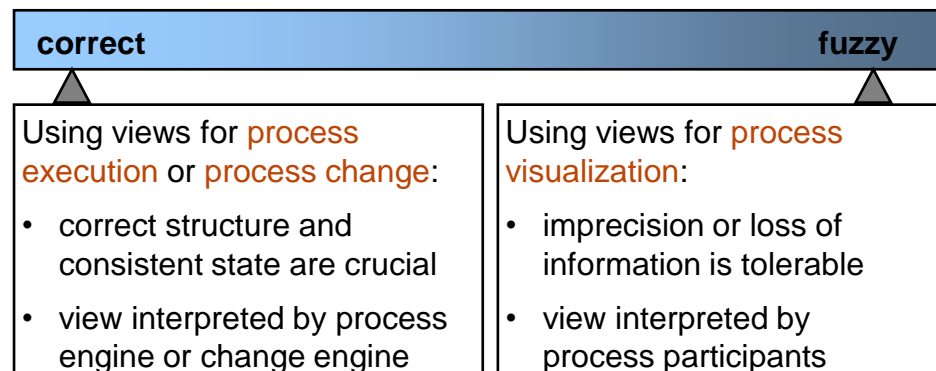 correct fuzzy
Using views for process
execution or process change:
• correct structure and
consistent state are crucial
• view interpreted by process
engine or change engine
Using views for process
visualization:
• imprecision or loss of
information is tolerable
• view interpreted by
process participants